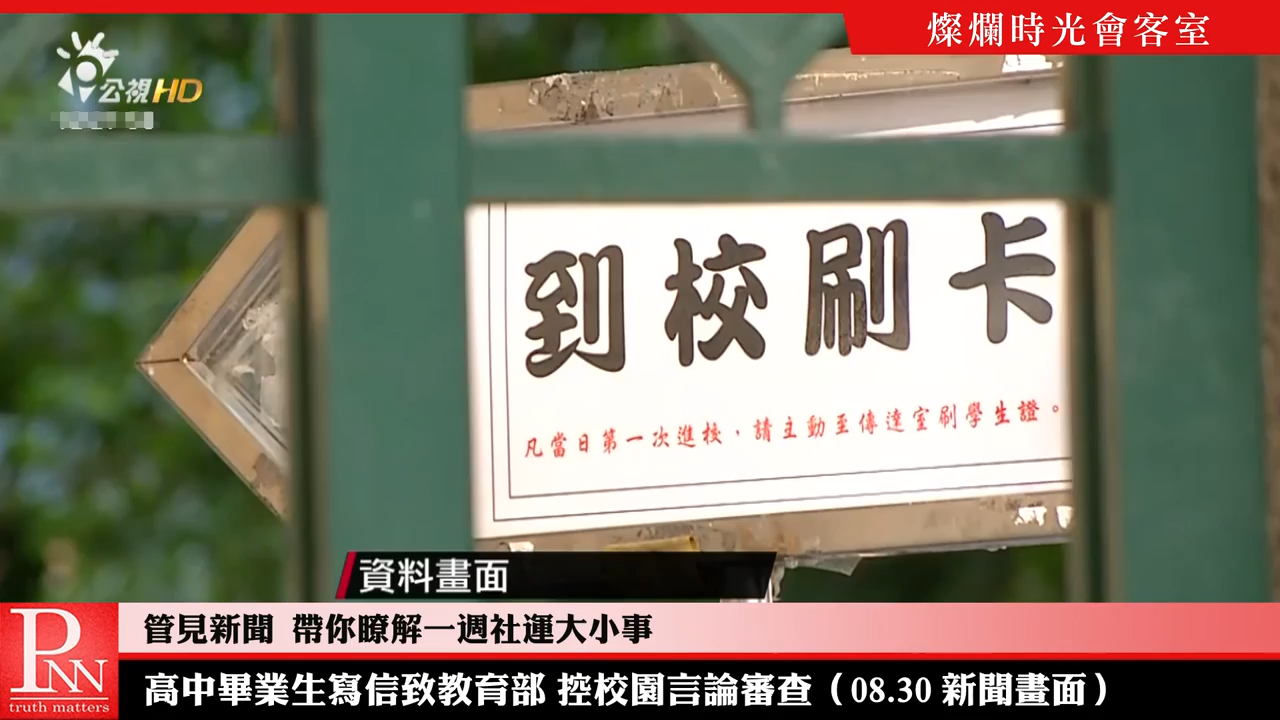 燦爛時光會客室
公視HD
到校刷卡
凡當日第一次進校，請主動至傳達室刷學生證。
資料畫面
管見新聞 帶你瞭解一週社運大小事
PNN
truth matters
高中畢業生寫信致教育部 控校園言論審查（08.30 新聞畫面）